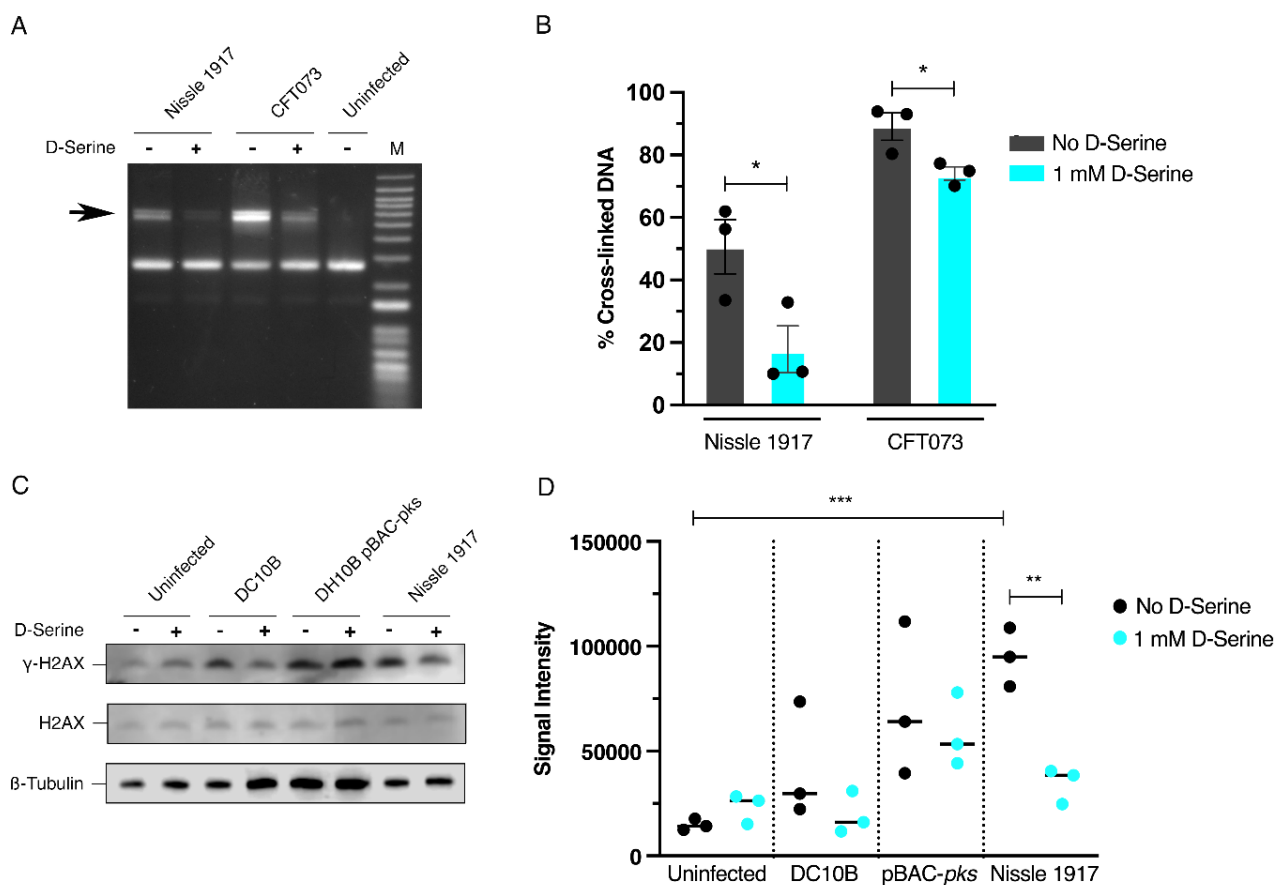 A
Nissle 1917
CFT073
Uninfected
D-Serine - + - + - M
B
% Cross-linked DNA
100
80
60
40
20
0
*
*
No D-Serine
1 mM D-Serine
Nissle 1917
CFT073
C
Uninfected
DC10B
DH10B pBAC-pks
Nissle 1917
D-Serine - + - + - + - +
γ-H2AX
H2AX
ß-Tubulin
D
Signal Intensity
150000
100000
50000
0
***
**
No D-Serine
1 mM D-Serine
Uninfected DC10B pBAC-pks Nissle 1917